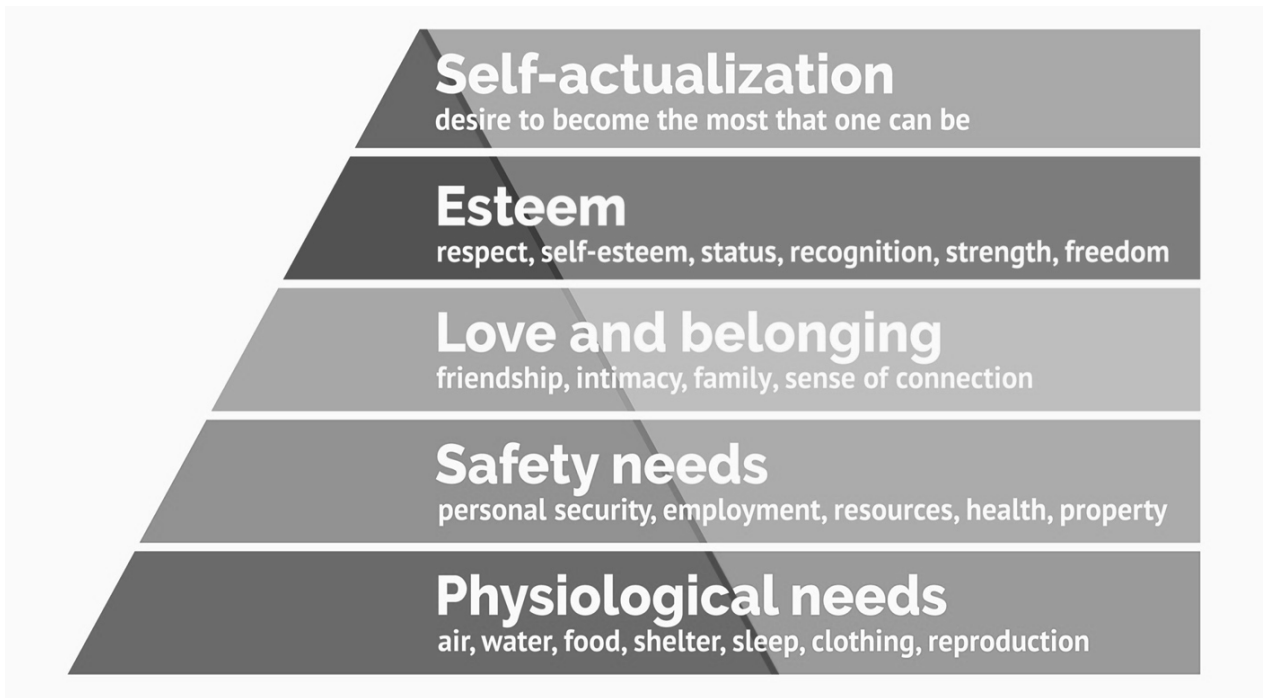 Self-actualization
desire to become the most that one can be
Esteem
respect, self-esteem, status, recognition, strength, freedom
Love and belonging
friendship, intimacy, family, sense of connection
Safety needs
personal security, employment, resources, health, property
Physiological needs
air, water, food, shelter, sleep, clothing, reproduction